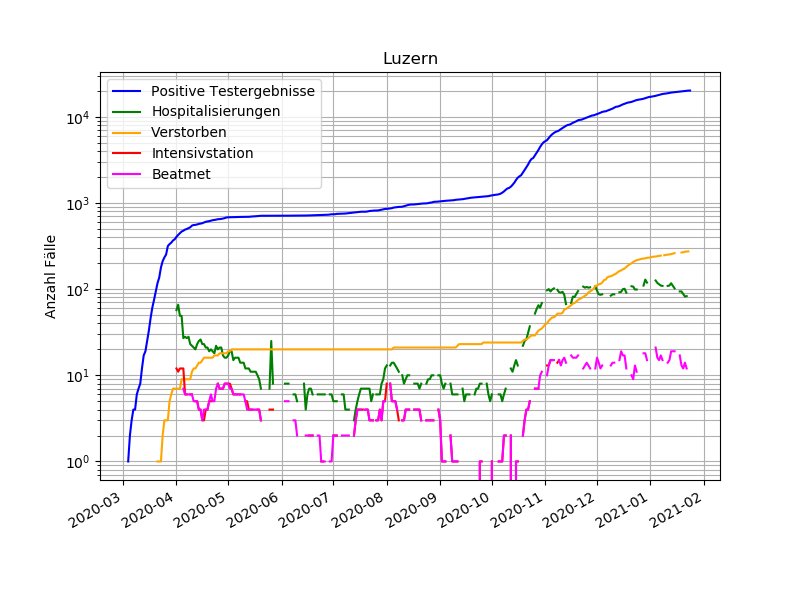 Luzern
Anzahl Fälle
10^4
10^3
10^2
10^1
10^0
Positive Testergebnisse
Hospitalisierungen
Verstorben
Intensivstation
Beatmet
2020-03
2020-04
2020-05
2020-06
2020-07
2020-08
2020-09
2020-10
2020-11
2020-12
2021-01
2021-02